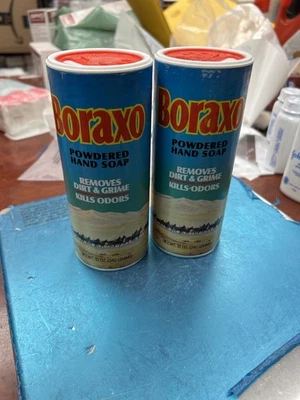 Boraxo
POWDERED
HAND SOAP
REMOVES
DIRT & GRIME
KILLS ODORS
Boraxo
POWDERED
HAND SOAP
REMOVES
DIRT & GRIME
KILLS ODORS